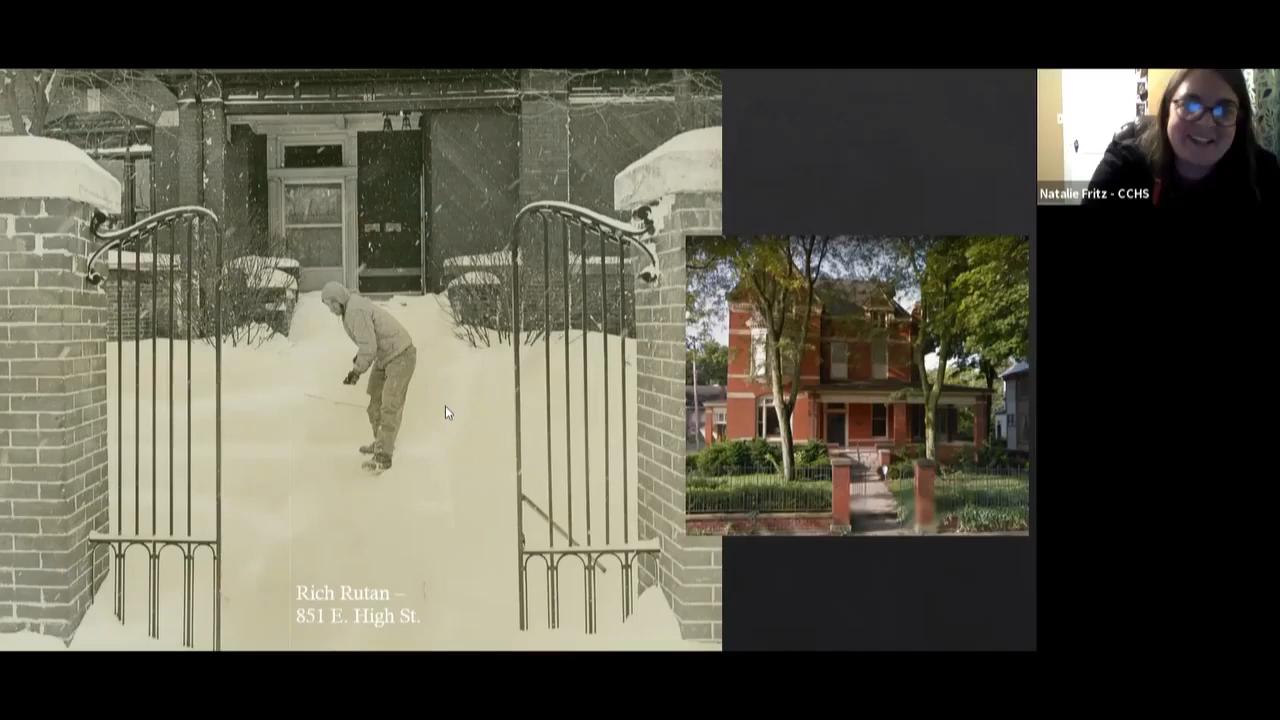 Rich Rutan –
851 E. High St.
Natalie Fritz - CCHS